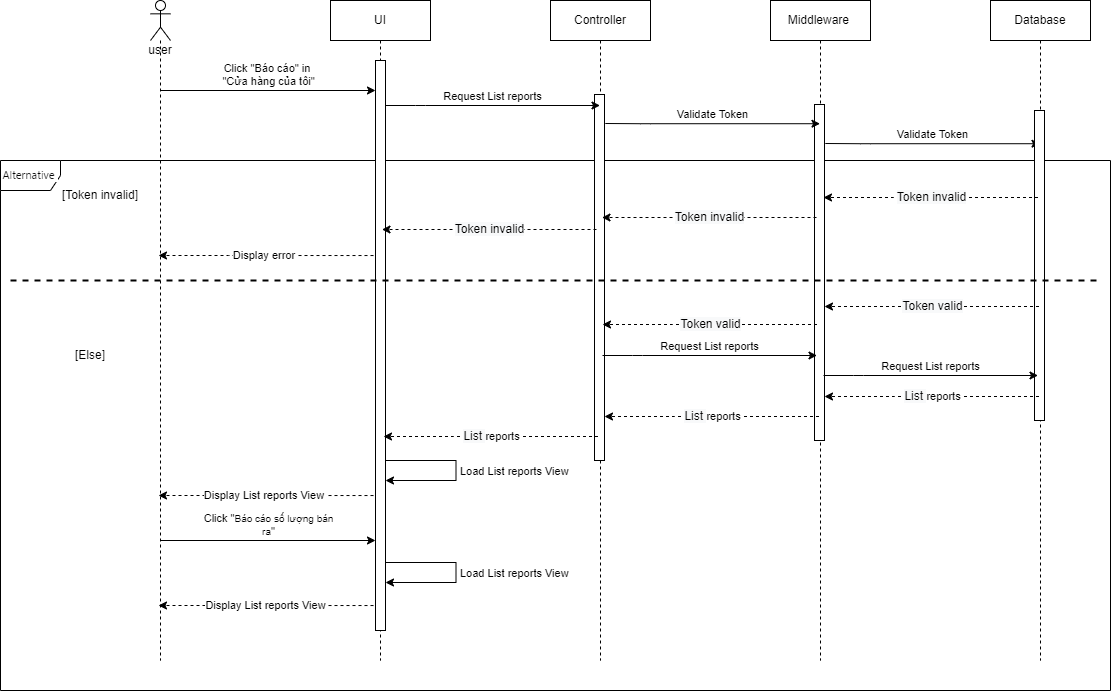 UI
Controller
Middleware
Database
user
Click "Báo cáo" in
"Cửa hàng của tôi"
Request List reports
Validate Token
Validate Token
Alternative
[Token invalid]
Token invalid
Token invalid
Token invalid
Display error
Token valid
Token valid
[Else]
Request List reports
Request List reports
List reports
List reports
List reports
Load List reports View
Display List reports View
Click "Báo cáo số lượng bán
ra"
Load List reports View
Display List reports View